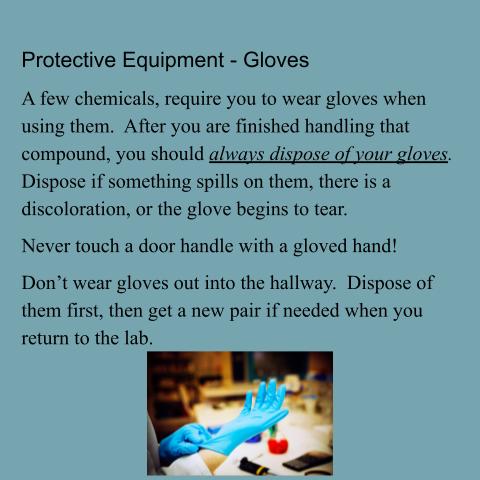 Protective Equipment - Gloves
A few chemicals, require you to wear gloves when
using them.  After you are finished handling that
compound, you should always dispose of your gloves.
Dispose if something spills on them, there is a
discoloration, or the glove begins to tear.
Never touch a door handle with a gloved hand!
Don’t wear gloves out into the hallway.  Dispose of
them first, then get a new pair if needed when you
return to the lab.